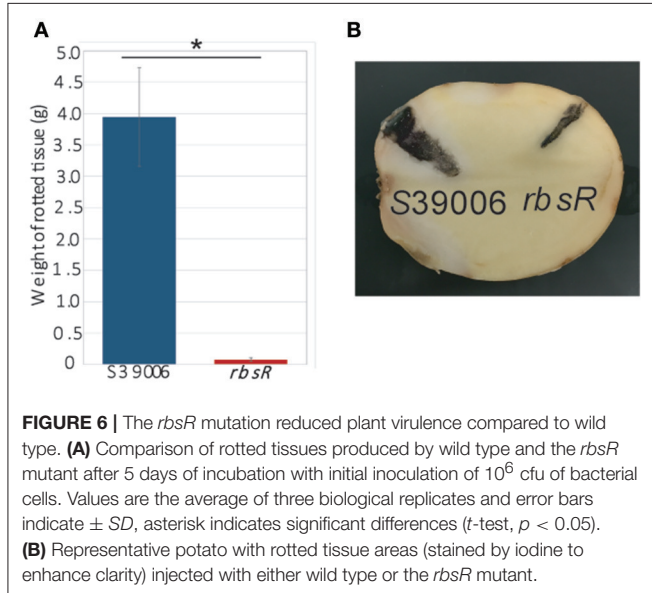 A
*
5.0
4.5
4.0
3.5
3.0
2.5
2.0
1.5
1.0
0 5
0
Weight of rotted tissue (g)
S39006
rbsR
B
S39006 rbsR
FIGURE 6 | The rbsR mutation reduced plant virulence compared to wild
type. (A) Comparison of rotted tissues produced by wild type and the rbsR
mutant after 5 days of incubation with initial inoculation of 10⁶ cfu of bacterial
cells. Values are the average of three biological replicates and error bars
indicate ± SD, asterisk indicates significant differences (t-test, p < 0.05).
(B) Representative potato with rotted tissue areas (stained by iodine to
enhance clarity) injected with either wild type or the rbsR mutant.